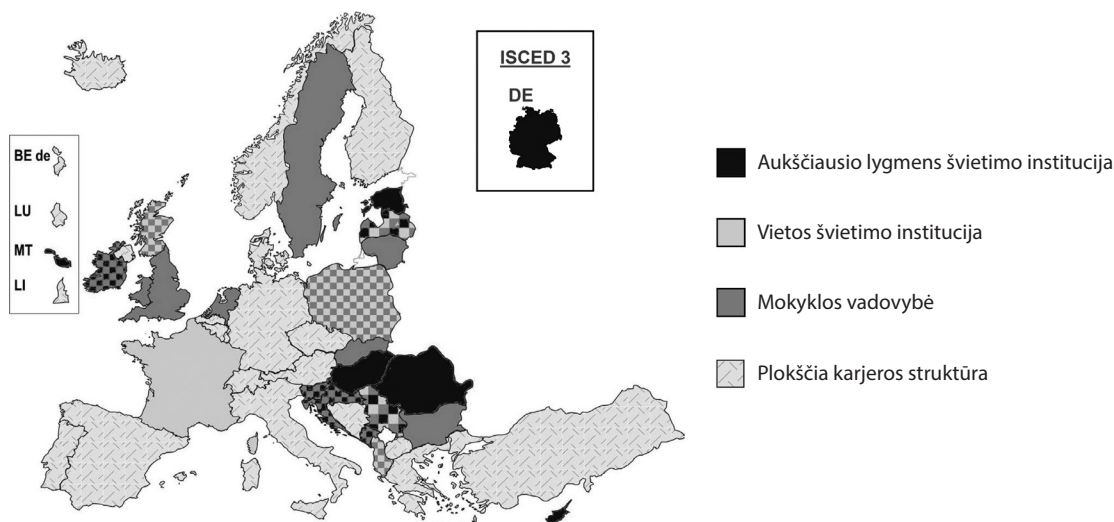 ISCED 3
DE
BE de
LU
MT
LI
Aukščiausio lygmens švietimo institucija
Vietos švietimo institucija
Mokyklos vadovybė
Plokščia karjeros struktūra